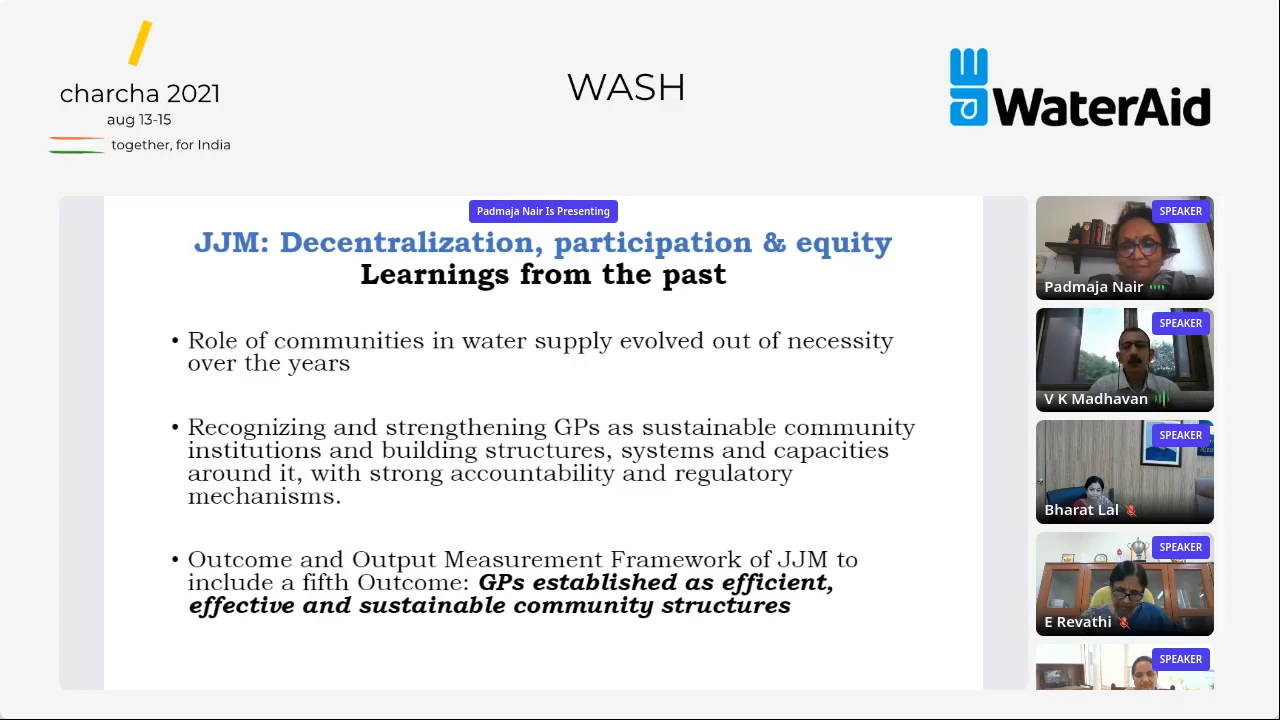 charcha 2021
aug 13-15
together, for India
WASH
WaterAid
Padmaja Nair Is Presenting
JJM: Decentralization, participation & equity
Learnings from the past
• Role of communities in water supply evolved out of necessity
over the years
• Recognizing and strengthening GPs as sustainable community
institutions and building structures, systems and capacities
around it, with strong accountability and regulatory
mechanisms.
• Outcome and Output Measurement Framework of JJM to
include a fifth Outcome: GPs established as efficient,
effective and sustainable community structures
SPEAKER
Padmaja Nair
SPEAKER
V K Madhavan
SPEAKER
Bharat Lal
SPEAKER
E Revathi
SPEAKER